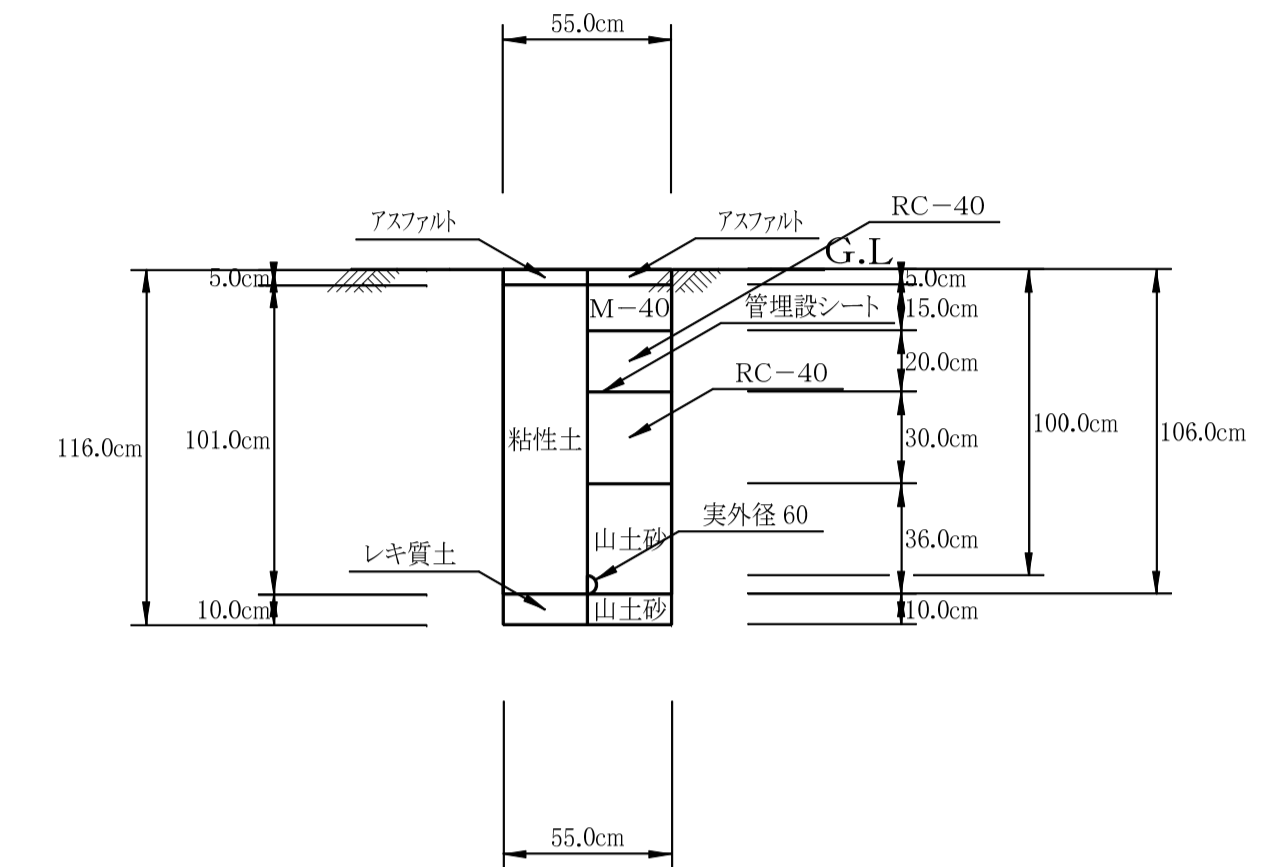 55.0cm
RC-40
アスファルト
アスファルト
G.L
5.0cm
5.0cm
M-40
管埋設シート
15.0cm
20.0cm
RC-40
100.0cm
106.0cm
116.0cm
101.0cm
粘性土
30.0cm
実外径 60
山土砂
36.0cm
レキ質土
10.0cm
山土砂
10.0cm
55.0cm